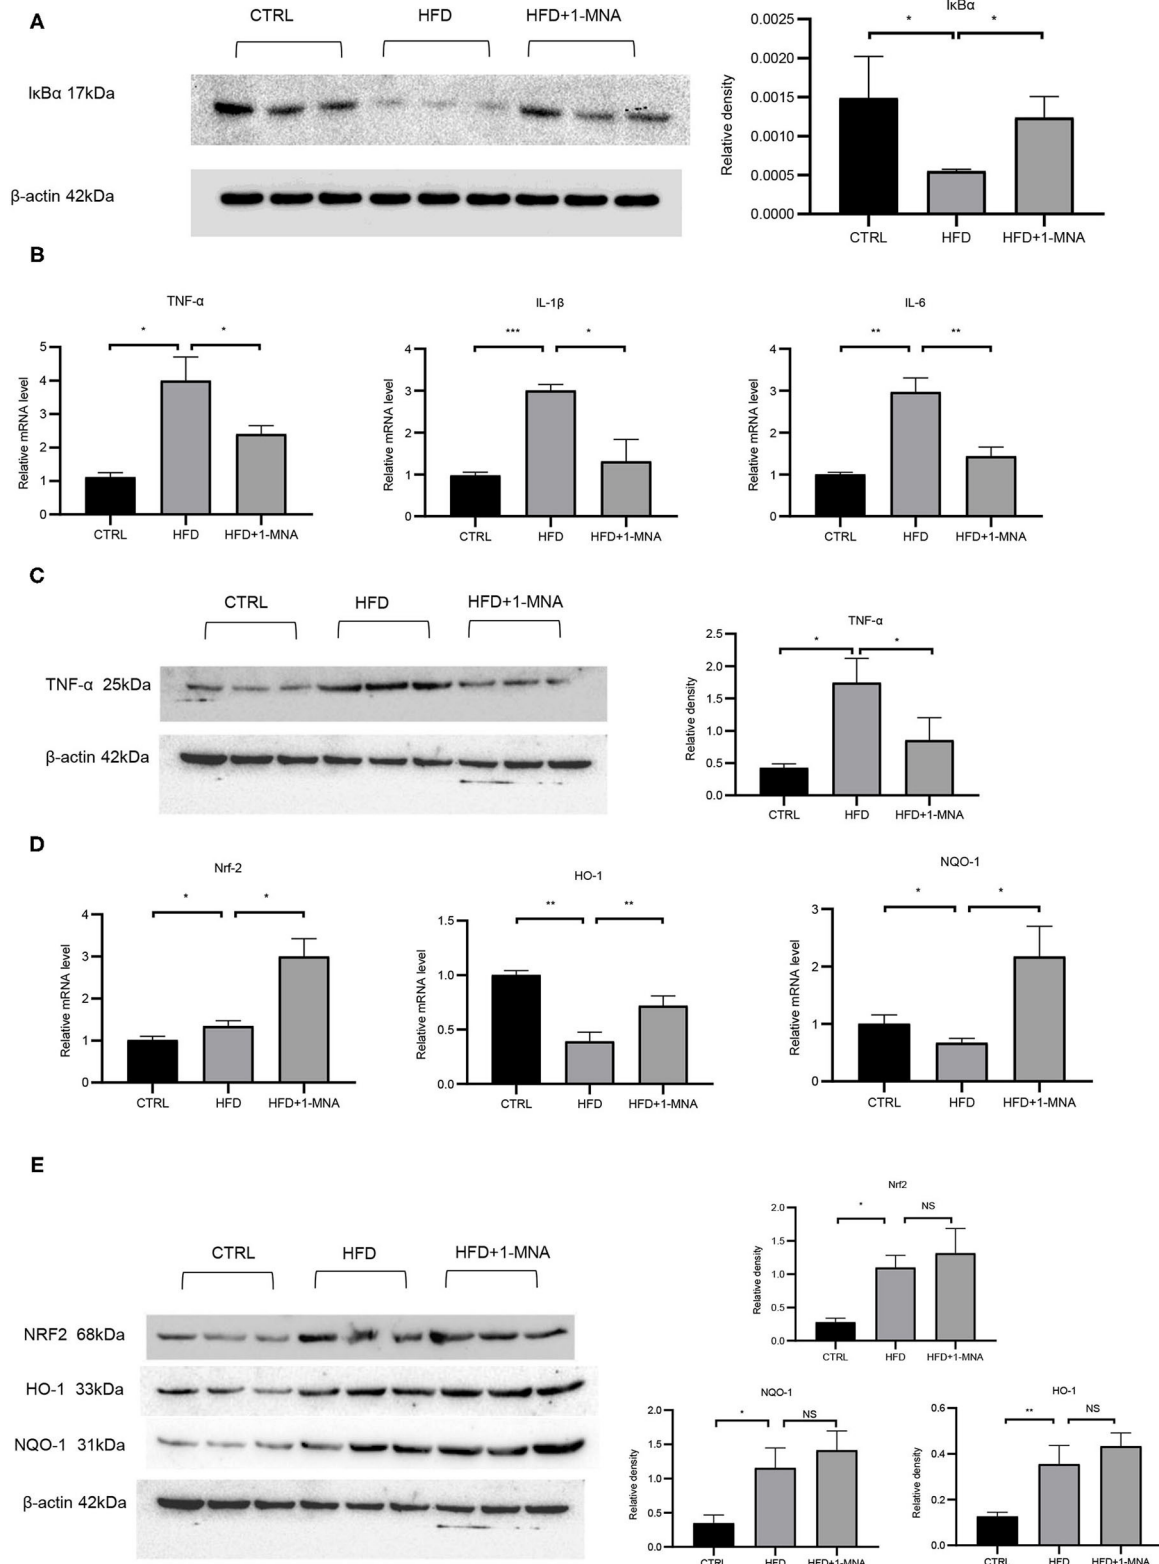 A
CTRL HFD HFD+1-MNA
IκBα 17kDa
β-actin 42kDa
IκBα
* *
Relative density
0.0025
0.0020
0.0015
0.0010
0.0005
0.0000
CTRL HFD HFD+1-MNA
B
TNF-α
* *
Relative mRNA level
5
4
3
2
1
0
CTRL HFD HFD+1-MNA
IL-1β
*** *
Relative mRNA level
4
3
2
1
0
CTRL HFD HFD+1-MNA
IL-6
** **
Relative mRNA level
4
3
2
1
0
CTRL HFD HFD+1-MNA
C
CTRL HFD HFD+1-MNA
TNF-α 25kDa
β-actin 42kDa
TNF-α
* *
Relative density
2.5
2.0
1.5
1.0
0.5
0.0
CTRL HFD HFD+1-MNA
D
Nrf-2
* *
Relative mRNA level
4
3
2
1
0
CTRL HFD HFD+1-MNA
HO-1
** **
Relative mRNA level
1.5
1.0
0.5
0.0
CTRL HFD HFD+1-MNA
NQO-1
* *
Relative mRNA level
3
2
1
0
CTRL HFD HFD+1-MNA
E
CTRL HFD HFD+1-MNA
NRF2 68kDa
HO-1 33kDa
NQO-1 31kDa
β-actin 42kDa
Nrf2
* NS
Relative density
2.0
1.5
1.0
0.5
0.0
CTRL HFD HFD+1-MNA
NQO-1
* NS
Relative density
2.0
1.5
1.0
0.5
0.0
CTRL HFD HFD+1-MNA
HO-1
** NS
Relative density
0.6
0.4
0.2
0.0
CTRL HFD HFD+1-MNA